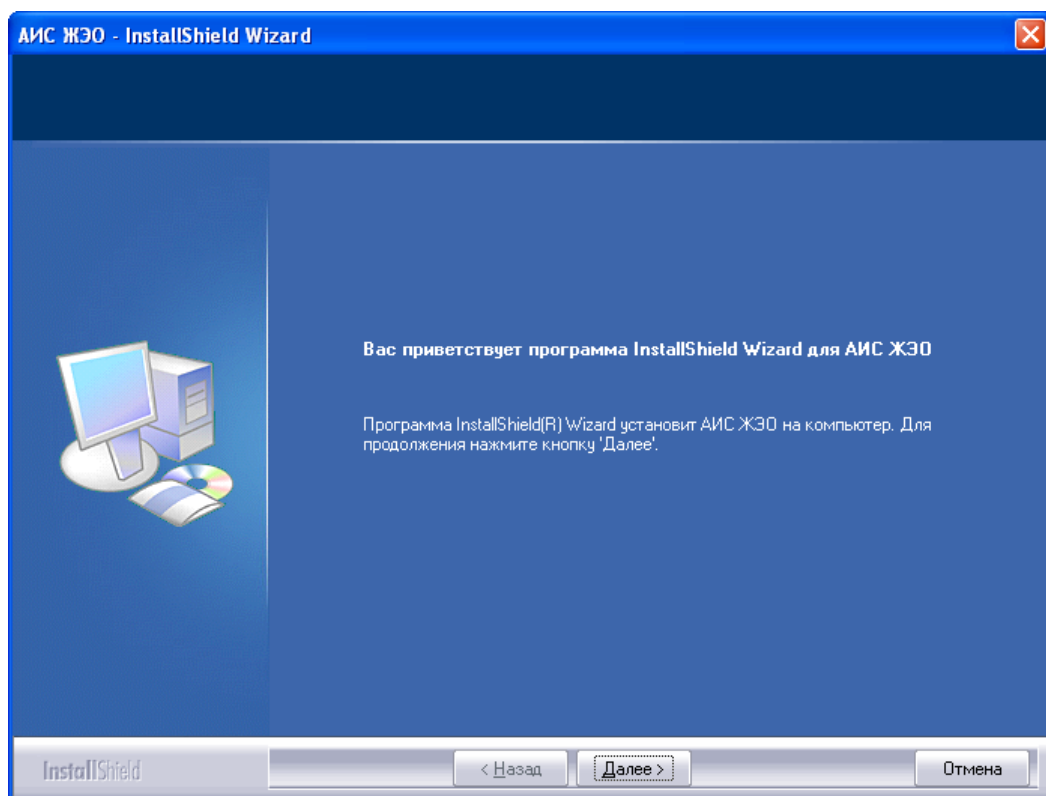 АИС ЖЭО - InstallShield Wizard
Вас приветствует программа InstallShield Wizard для АИС ЖЭО
Программа InstallShield(R) Wizard установит АИС ЖЭО на компьютер. Для
продолжения нажмите кнопку 'Далее'.
InstallShield
< Назад
Далее >
Отмена